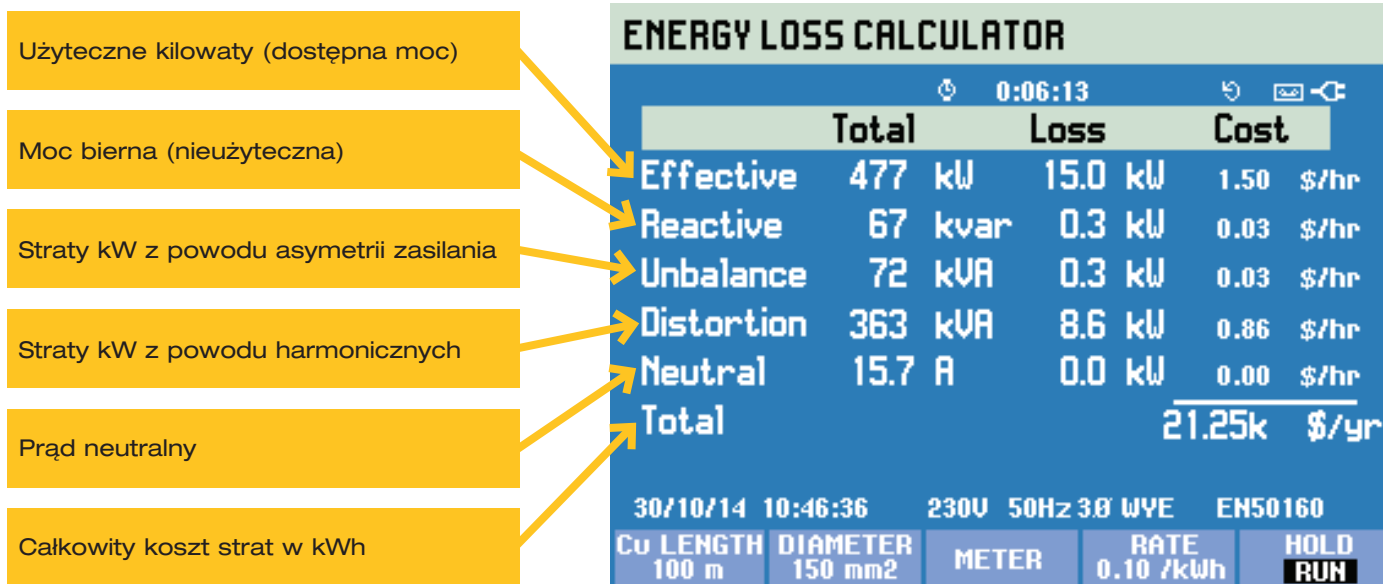 Użyteczne kilowaty (dostępna moc)
Moc bierna (nieużyteczna)
Straty kW z powodu asymetrii zasilania
Straty kW z powodu harmonicznych
Prąd neutralny
Całkowity koszt strat w kWh
ENERGY LOSS CALCULATOR
0:06:13
Total Loss Cost
Effective 477 kW 15.0 kW 1.50 $/hr
Reactive 67 kvar 0.3 kW 0.03 $/hr
Unbalance 72 kVA 0.3 kW 0.03 $/hr
Distortion 363 kVA 8.6 kW 0.86 $/hr
Neutral 15.7 A 0.0 kW 0.00 $/hr
Total 21.25k $/yr
30/10/14 10:46:36 230V 50Hz 3Ø WYE EN50160
Cu LENGTH DIAMETER METER RATE HOLD
100 m 150 mm2 0.10 /kWh RUN